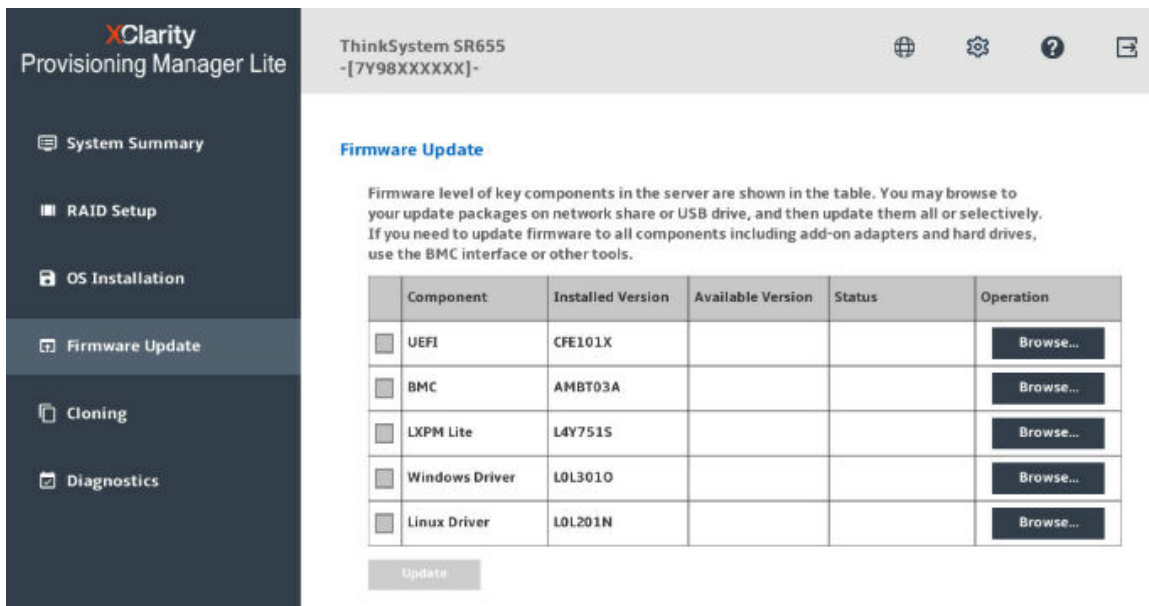 XClarity
Provisioning Manager Lite
System Summary
RAID Setup
OS Installation
Firmware Update
Cloning
Diagnostics
ThinkSystem SR655
-[7Y98XXXXXX]-
Firmware Update
Firmware level of key components in the server are shown in the table. You may browse to
your update packages on network share or USB drive, and then update them all or selectively.
If you need to update firmware to all components including add-on adapters and hard drives,
use the BMC interface or other tools.
Component Installed Version Available Version Status Operation
UEFI CFE101X Browse...
BMC AMBT03A Browse...
LXPM Lite L4Y751S Browse...
Windows Driver L0L301O Browse...
Linux Driver L0L201N Browse...
Update